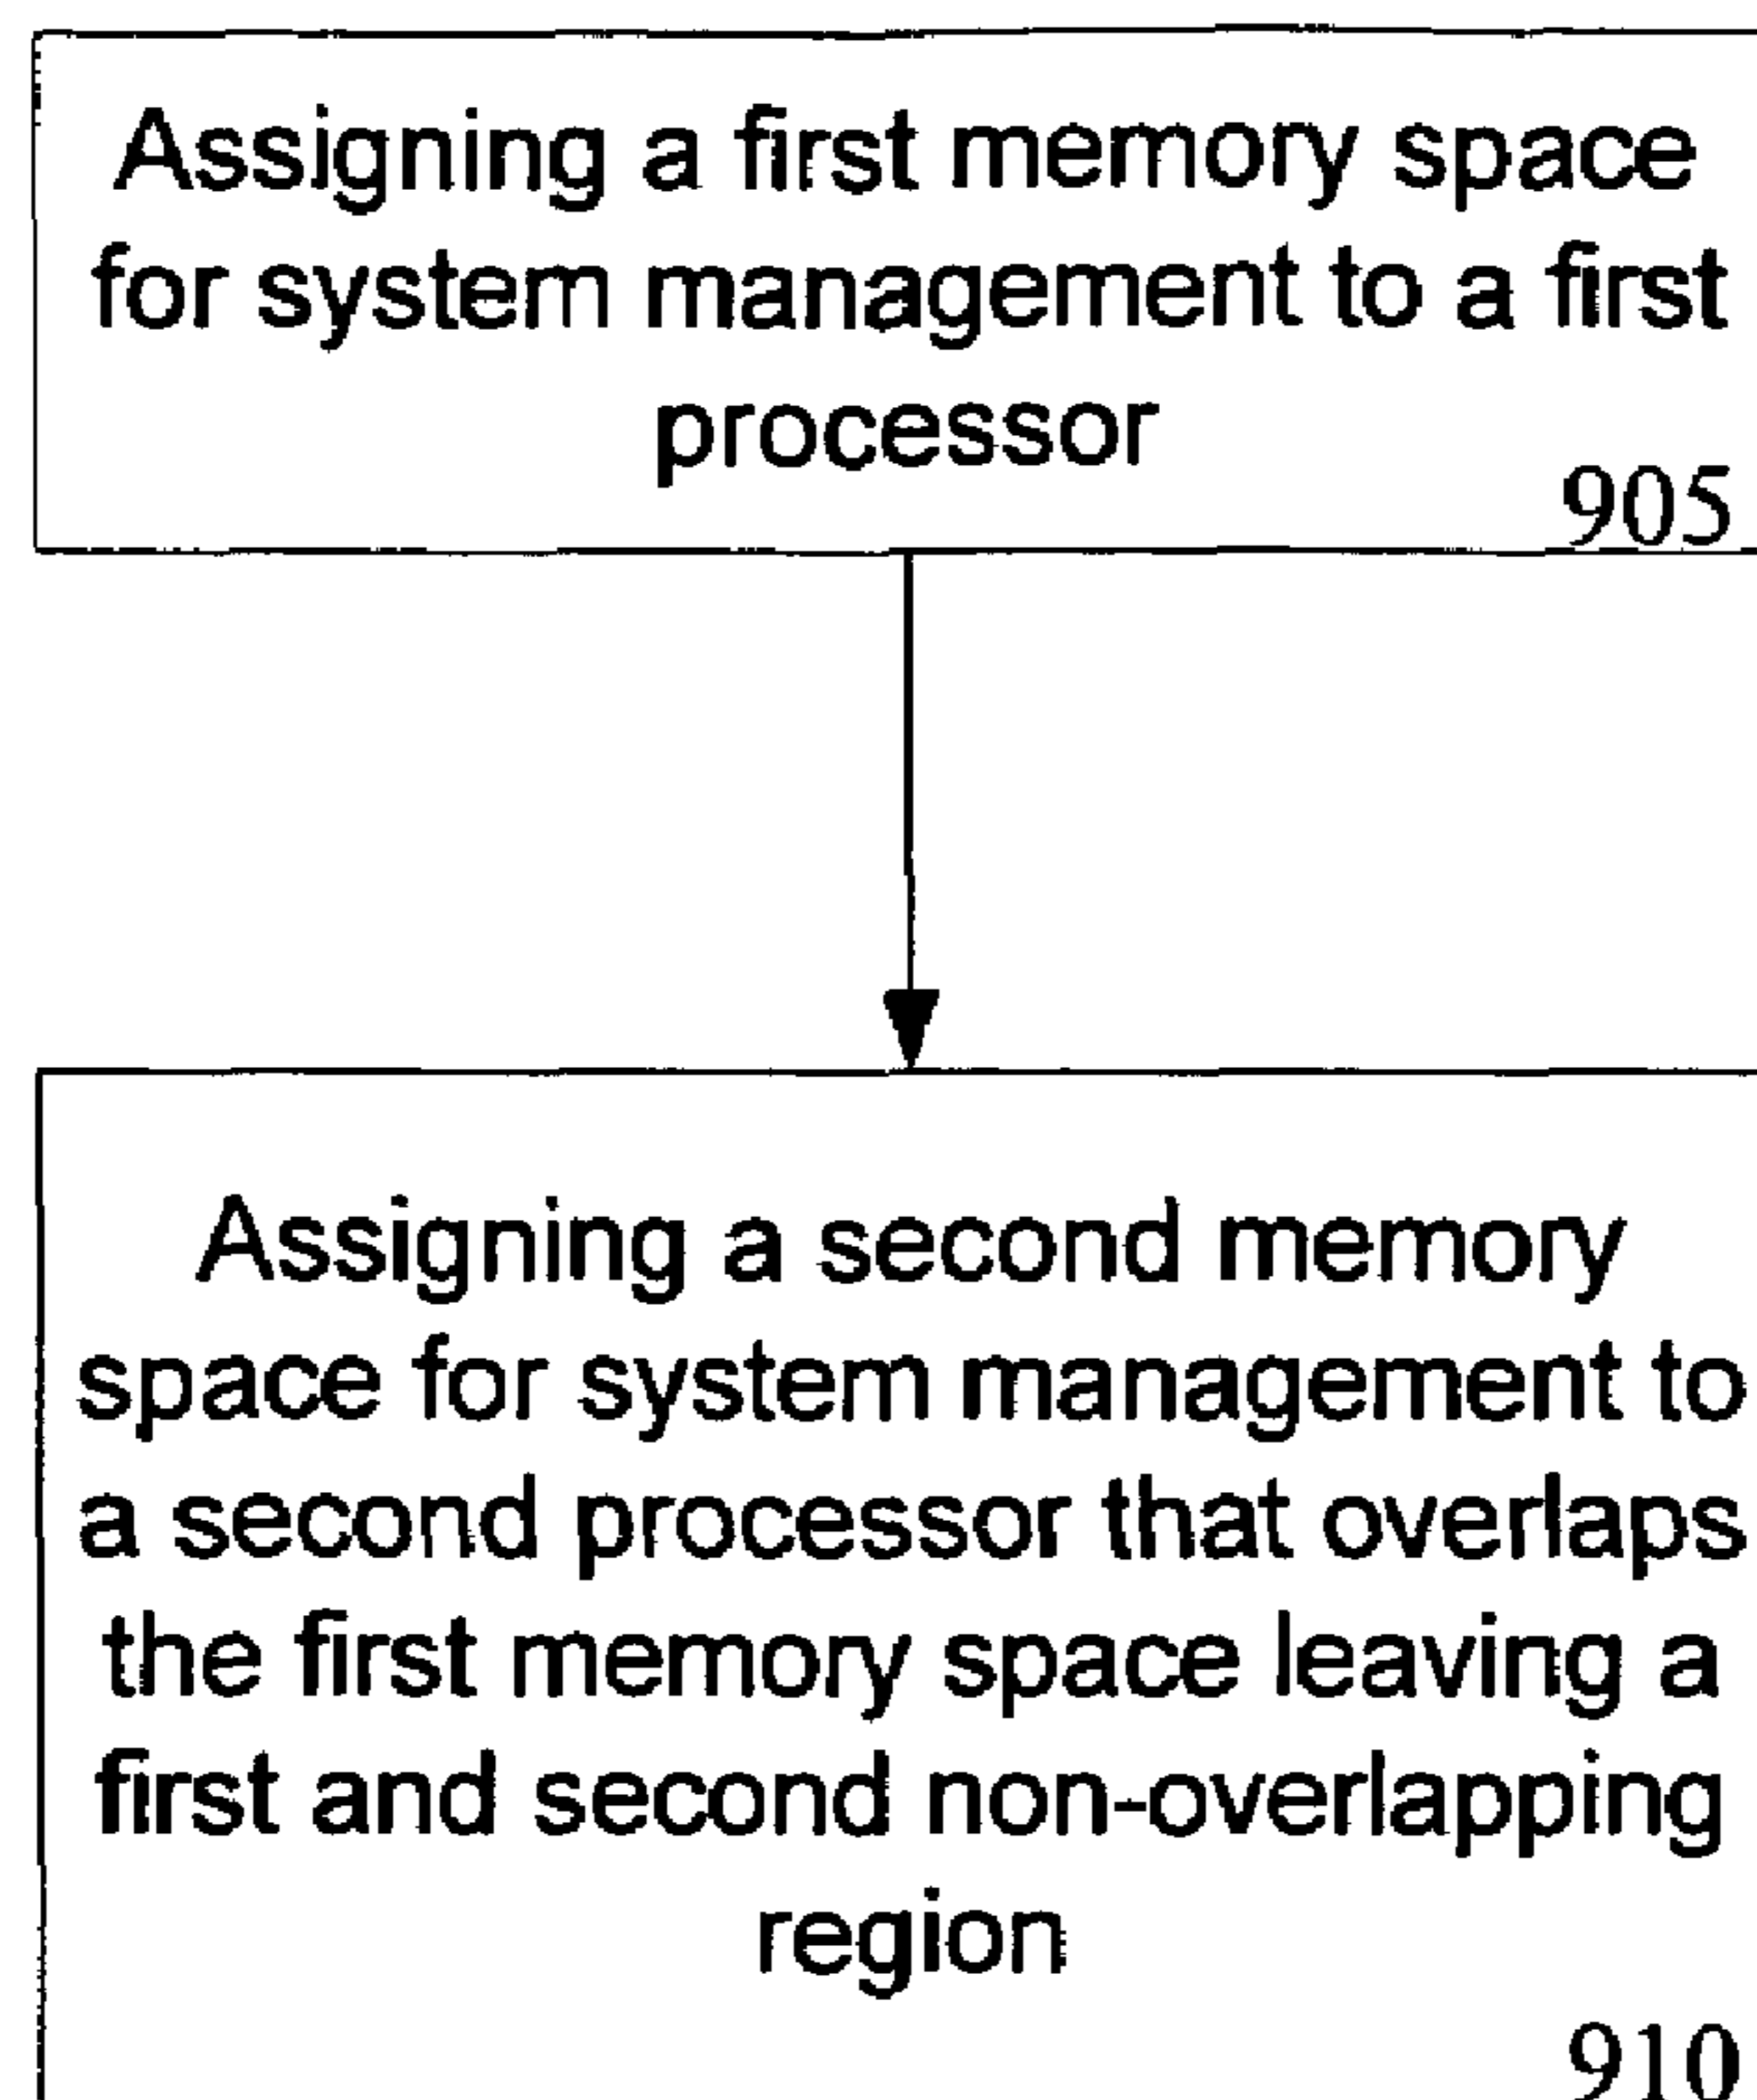 Assigning a first memory space
for system management to a first
processor
905
Assigning a second memory
space for system management to
a second processor that overlaps
the first memory space leaving a
first and second non-overlapping
region
910